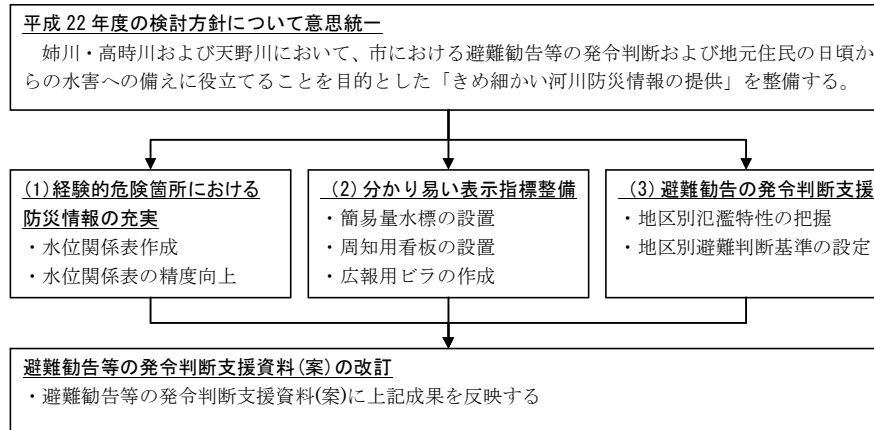 平成 22 年度の検討方針について意思統一
姉川・高時川および天野川において、市における避難勧告等の発令判断および地元住民の日頃か
らの水害への備えに役立てることを目的とした「きめ細かい河川防災情報の提供」を整備する。
(1)経験的危険箇所における
防災情報の充実
・水位関係表作成
・水位関係表の精度向上
(2) 分かり易い表示指標整備
・簡易量水標の設置
・周知用看板の設置
・広報用ビラの作成
(3) 避難勧告の発令判断支援
・地区別氾濫特性の把握
・地区別避難判断基準の設定
避難勧告等の発令判断支援資料(案)の改訂
・避難勧告等の発令判断支援資料(案)に上記成果を反映する